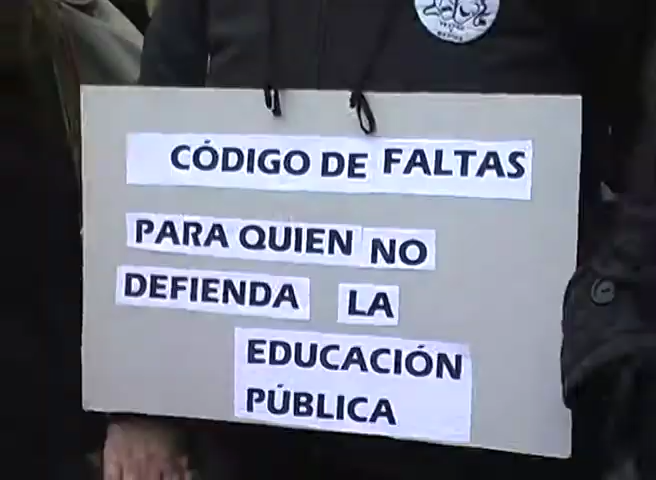 CÓDIGO DE FALTAS
PARA QUIEN NO
DEFIENDA LA
EDUCACIÓN
PÚBLICA